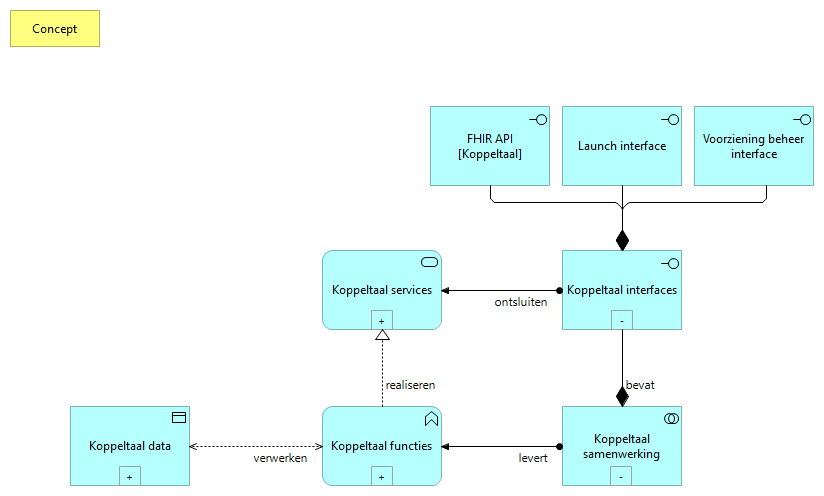 Concept
FHIR API
[Koppeltaal]
Launch interface
Voorziening beheer
interface
Koppeltaal services
+
ontsluiten
Koppeltaal interfaces
-
realiseren
bevat
Koppeltaal data
+
verwerken
Koppeltaal functies
+
levert
Koppeltaal
samenwerking
-